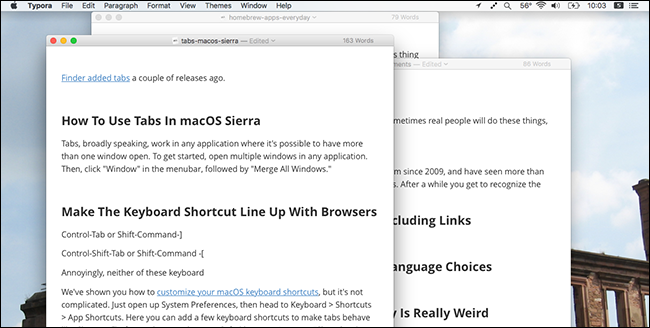 Typora File Edit Paragraph Format View Themes Window Help 56° 10:03 5
homebrew-apps-everyday 79 Words
tabs-macos-sierra — Edited 163 Words
ments — Edited 86 Words
s thing
Finder added tabs a couple of releases ago.
How To Use Tabs In macOS Sierra
Tabs, broadly speaking, work in any application where it's possible to have more
than one window open. To get started, open multiple windows in any application.
Then, click "Window" in the menubar, followed by "Merge All Windows."
Make The Keyboard Shortcut Line Up With Browsers
Control-Tab or Shift-Command-]
Control-Shift-Tab or Shift-Command -[
Annoyingly, neither of these keyboard
We've shown you how to customize your macOS keyboard shortcuts, but it's not
complicated. Just open up System Preferences, then head to Keyboard > Shortcuts
> App Shortcuts. Here you can add a few keyboard shortcuts to make tabs behave
metimes real people will do these things,
m since 2009, and have seen more than
s. After a while you get to recognize the
cluding Links
anguage Choices
y Is Really Weird